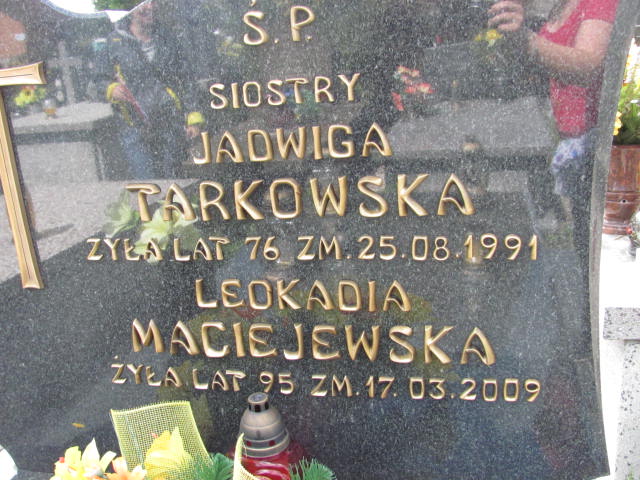 Ś.P.
SIOSTRY
JADWIGA
TARKOWSKA
ŻYŁA LAT 76 ZM. 25.08.1991
LEOKADIA
MACIEJEWSKA
ŻYŁA LAT 95 ZM. 17.03.2009